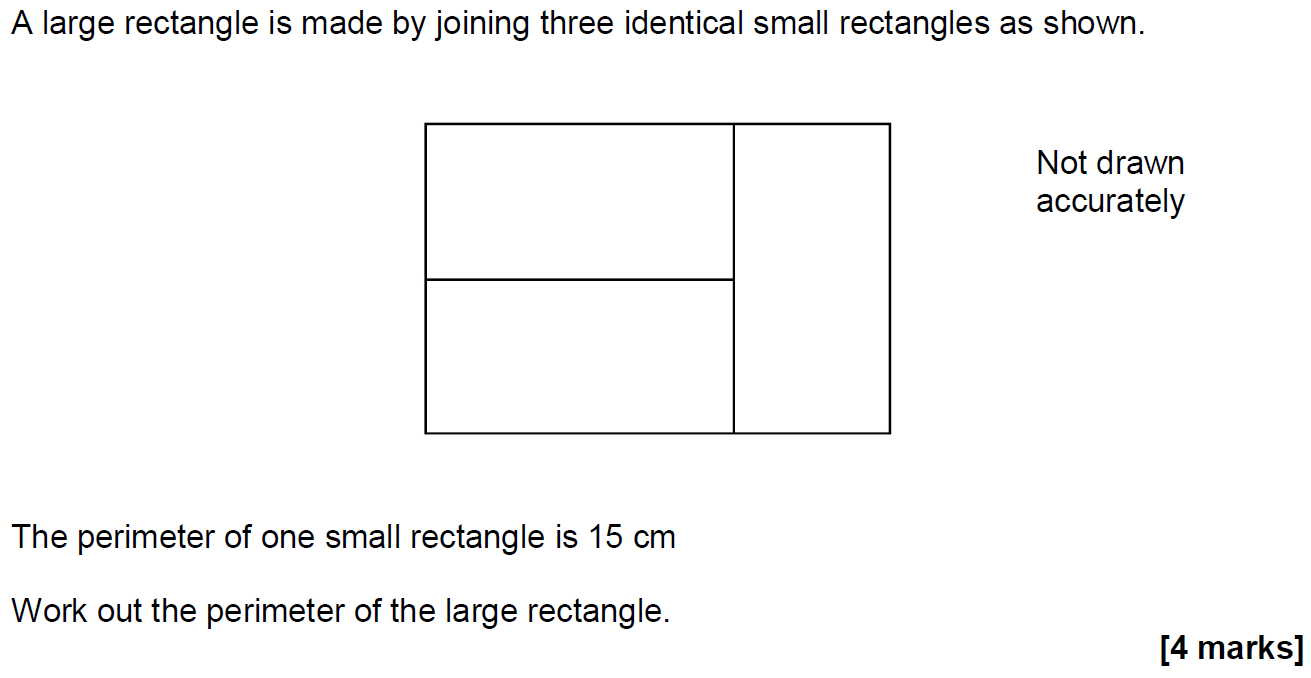 A large rectangle is made by joining three identical small rectangles as shown.
Not drawn
accurately
The perimeter of one small rectangle is 15 cm
Work out the perimeter of the large rectangle.
[4 marks]